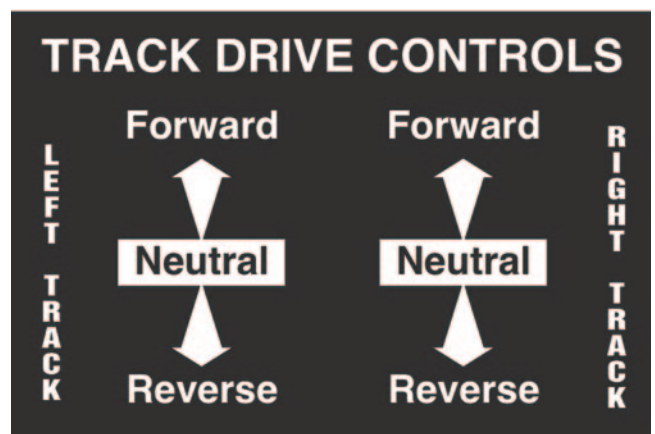 TRACK DRIVE CONTROLS
Forward Forward
LEFT TRACK
RIGHT TRACK
Neutral Neutral
Reverse Reverse